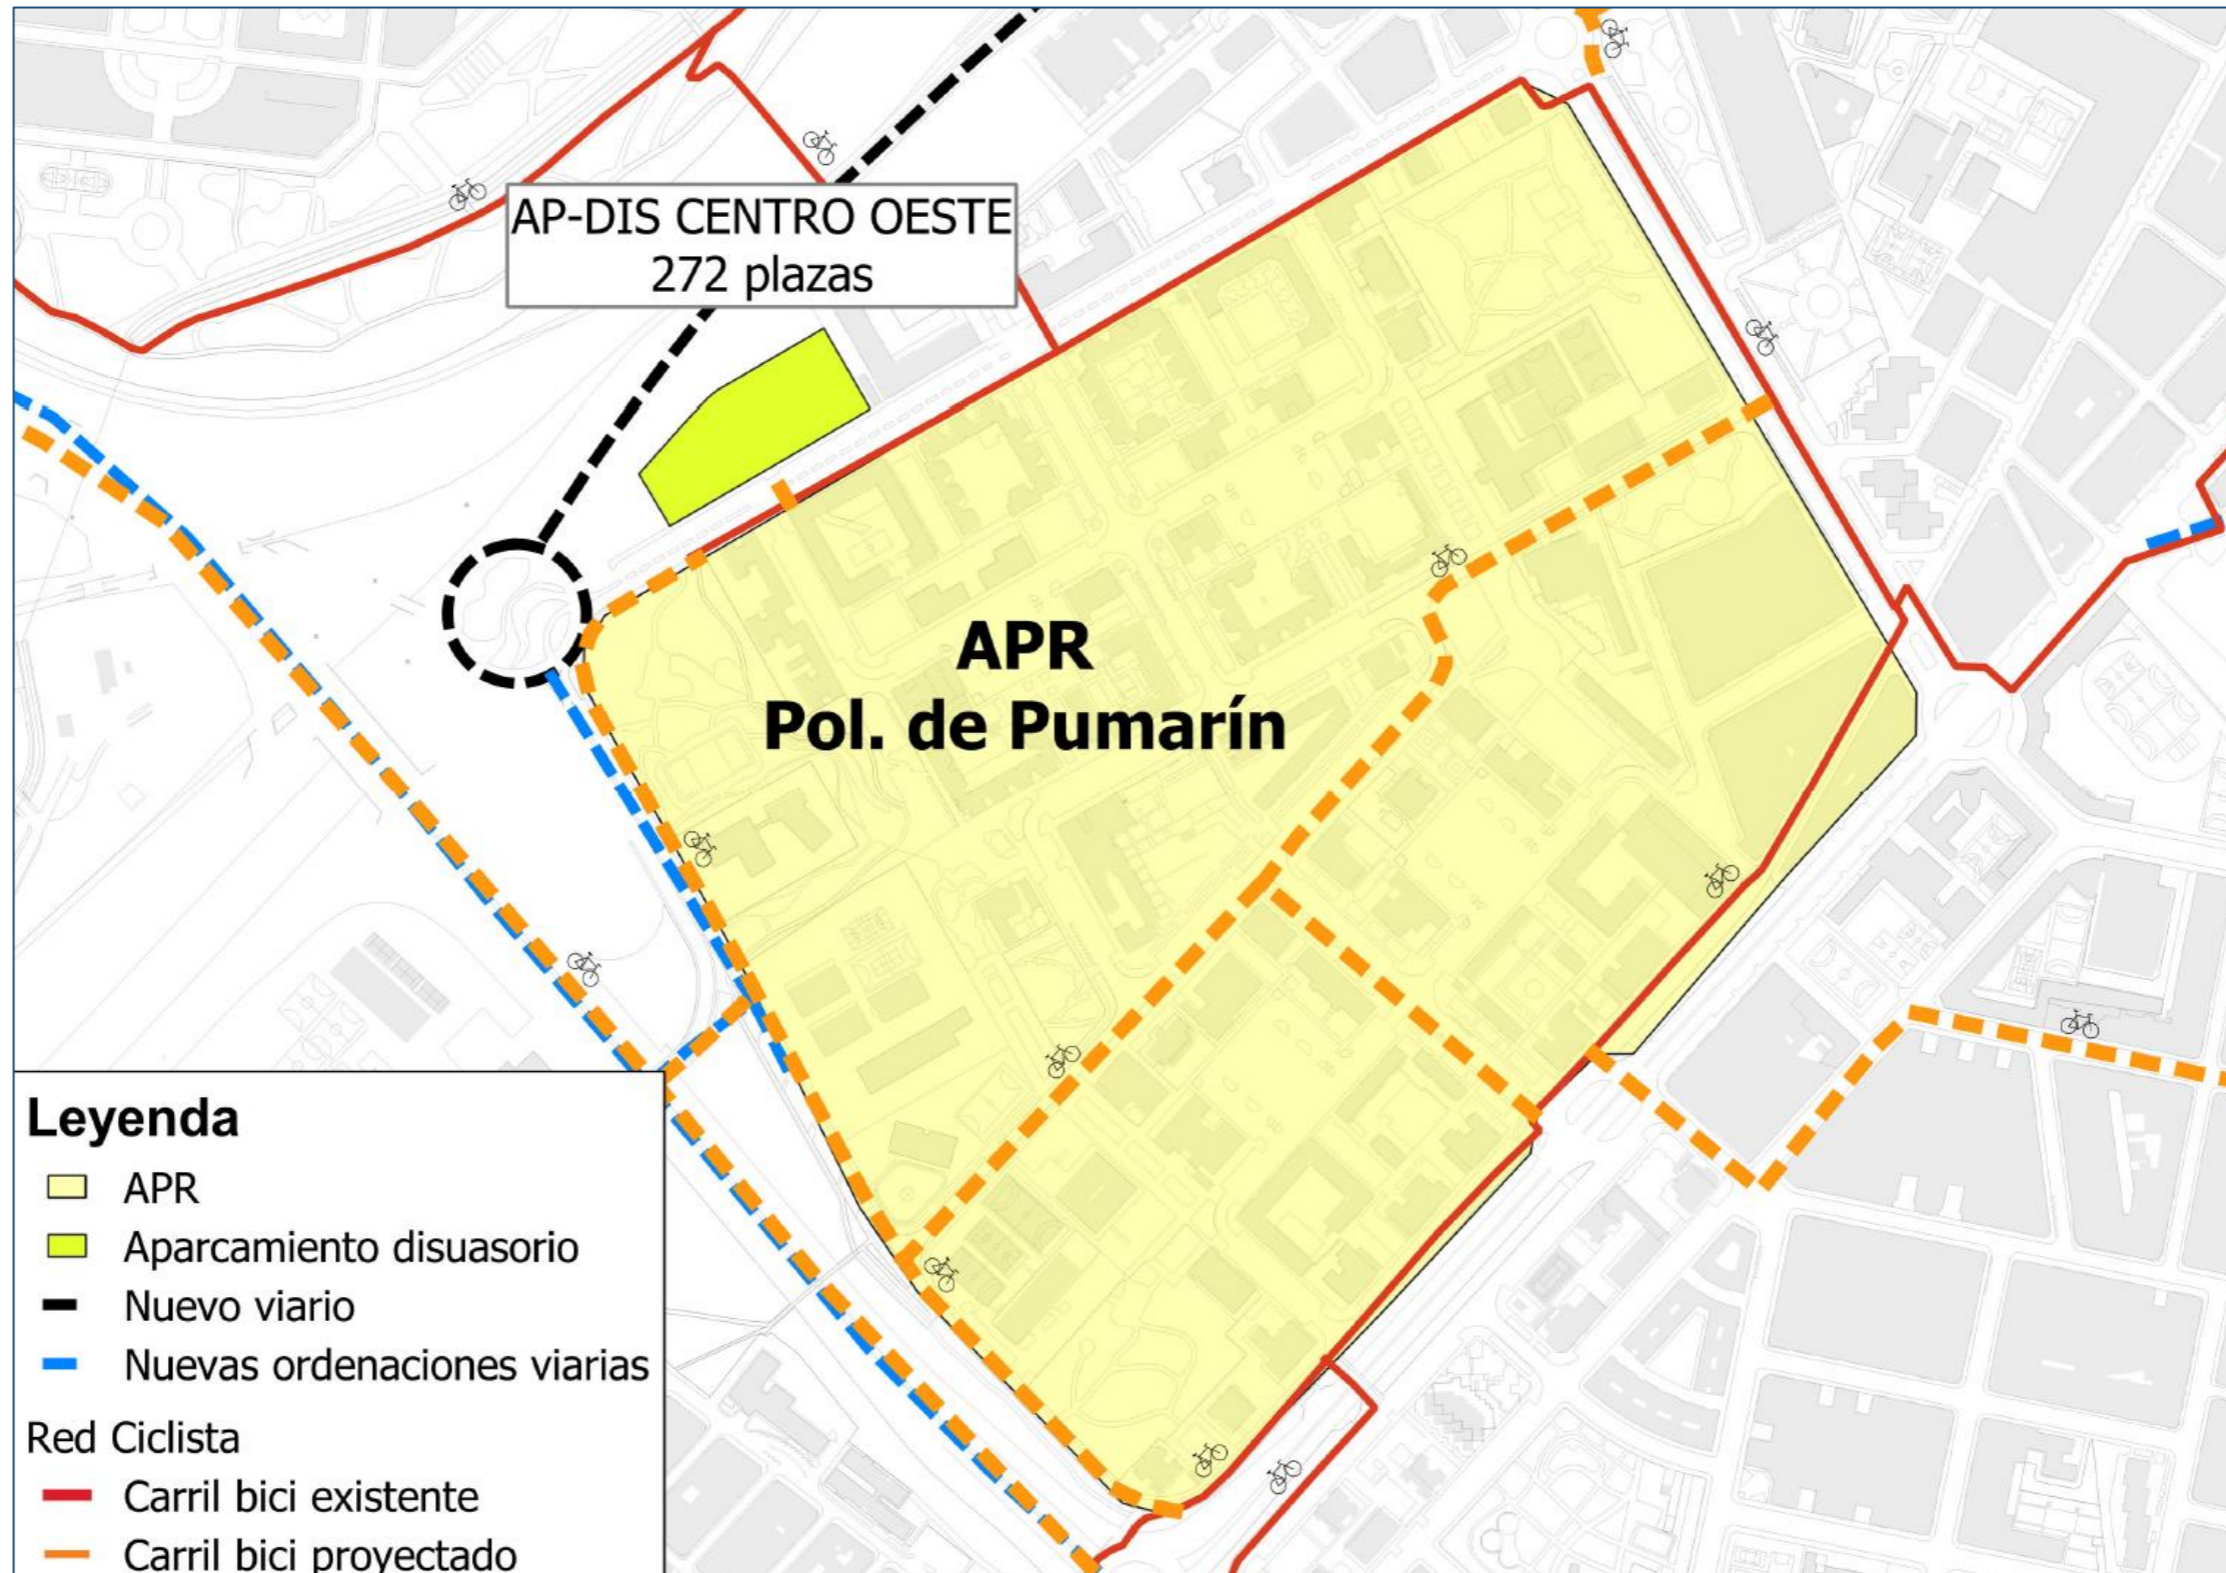 AP-DIS CENTRO OESTE
272 plazas
APR
Pol. de Pumarín
Leyenda
APR
Aparcamiento disuasorio
Nuevo viario
Nuevas ordenaciones viarias
Red Ciclista
Carril bici existente
Carril bici proyectado